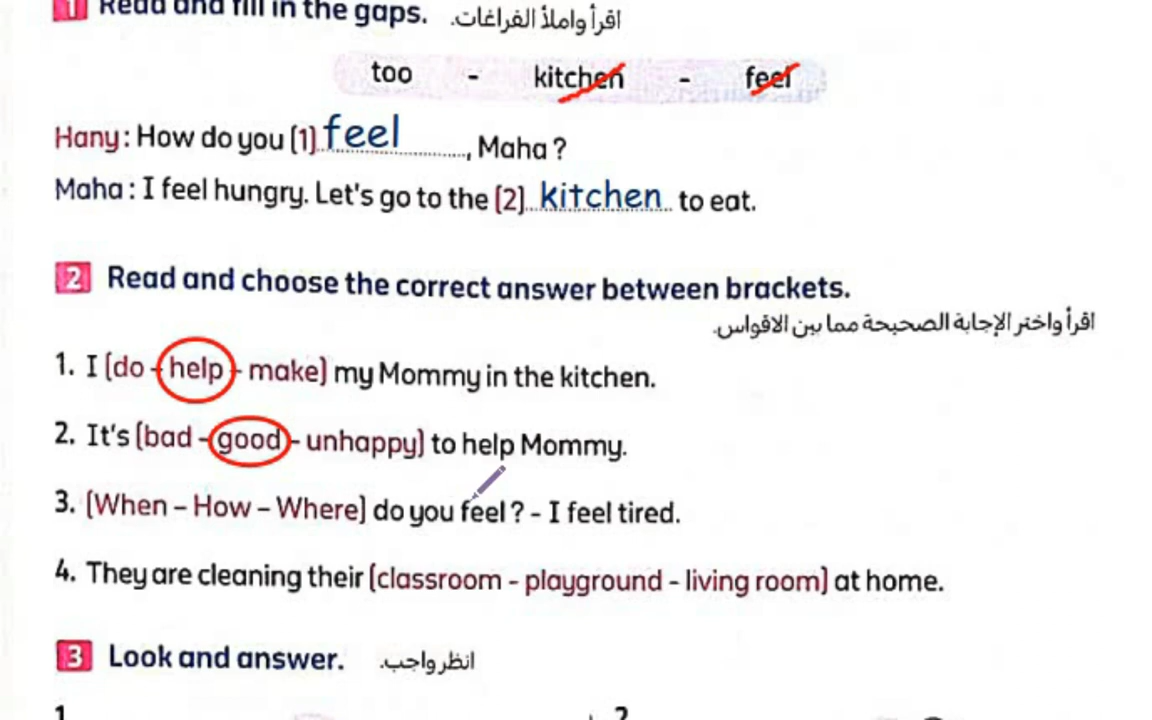 1 Read and fill in the gaps. اقرأ واملأ الفراغات.
too - kitchen - feel
Hany : How do you (1) feel, Maha ?
Maha : I feel hungry. Let's go to the (2) kitchen to eat.
2 Read and choose the correct answer between brackets.
اقرأ واختر الإجابة الصحيحة مما بين الاقواس.
1. I (do - help - make) my Mommy in the kitchen.
2. It's (bad - good - unhappy) to help Mommy.
3. (When – How – Where) do you feel ? - I feel tired.
4. They are cleaning their (classroom - playground - living room) at home.
3 Look and answer. انظر واجب.
1 2